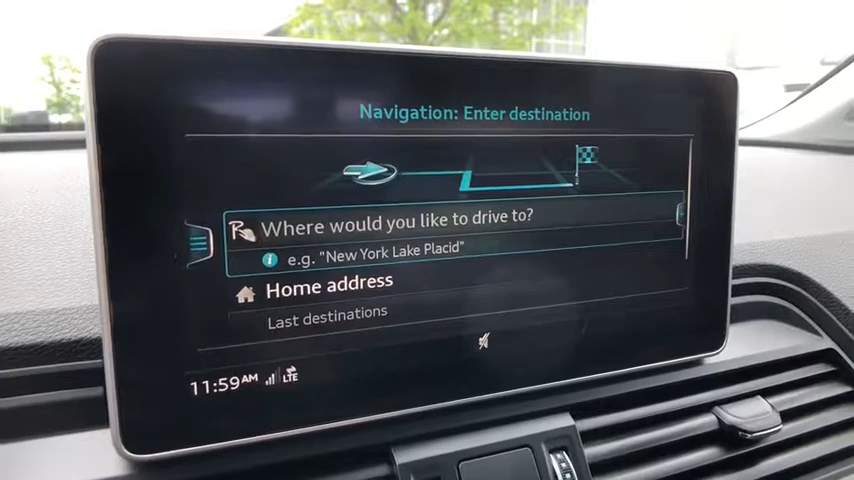 Navigation: Enter destination
Where would you like to drive to?
e.g. "New York Lake Placid"
Home address
Last destinations
11:59AM LTE